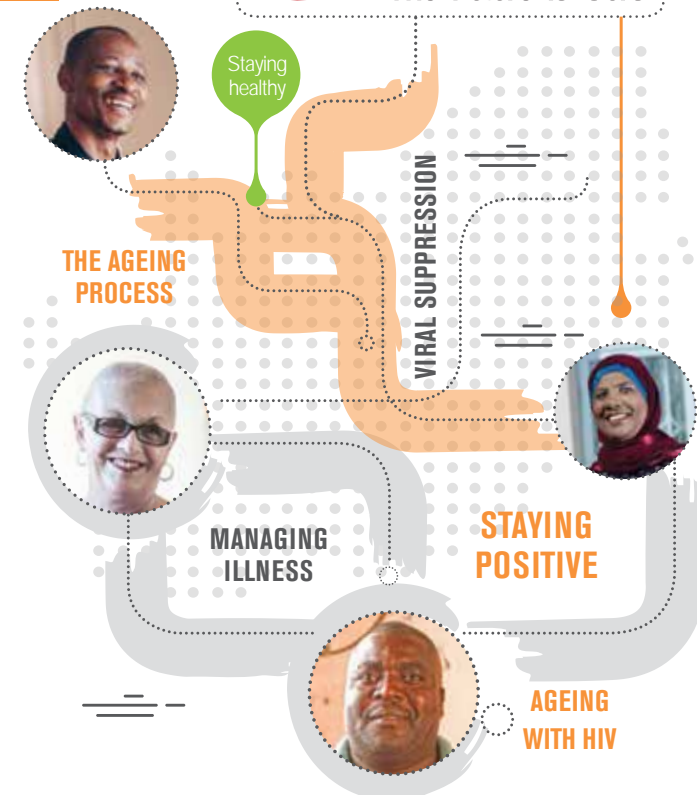 Staying
healthy
VIRAL SUPPRESSION
THE AGEING
PROCESS
MANAGING
ILLNESS
STAYING
POSITIVE
AGEING
WITH HIV